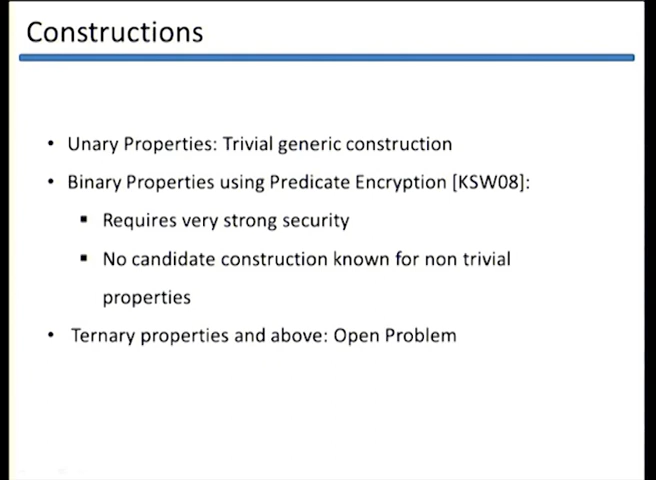 Constructions
• Unary Properties: Trivial generic construction
• Binary Properties using Predicate Encryption [KSW08]:
▪ Requires very strong security
▪ No candidate construction known for non trivial
properties
• Ternary properties and above: Open Problem